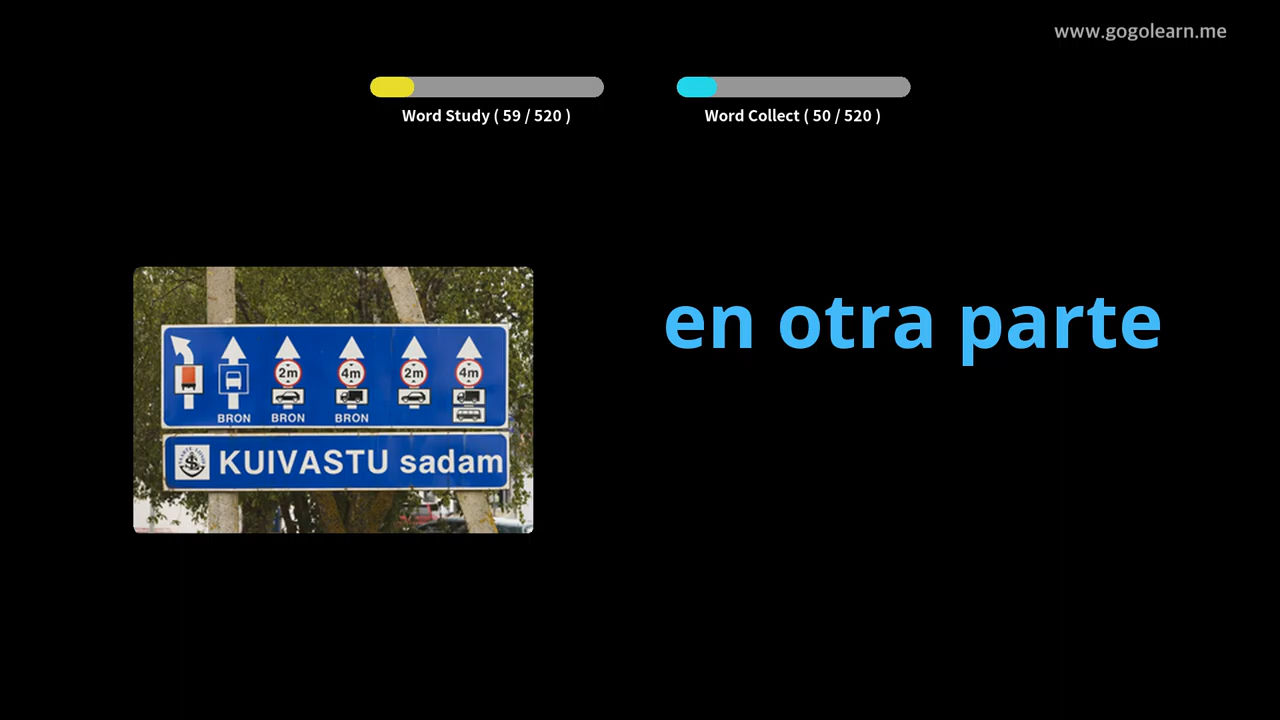 www.gogolearn.me
Word Study ( 59 / 520 )
Word Collect ( 50 / 520 )
en otra parte
2m 4m 2m 4m
BRON BRON BRON
KUIVASTU sadam